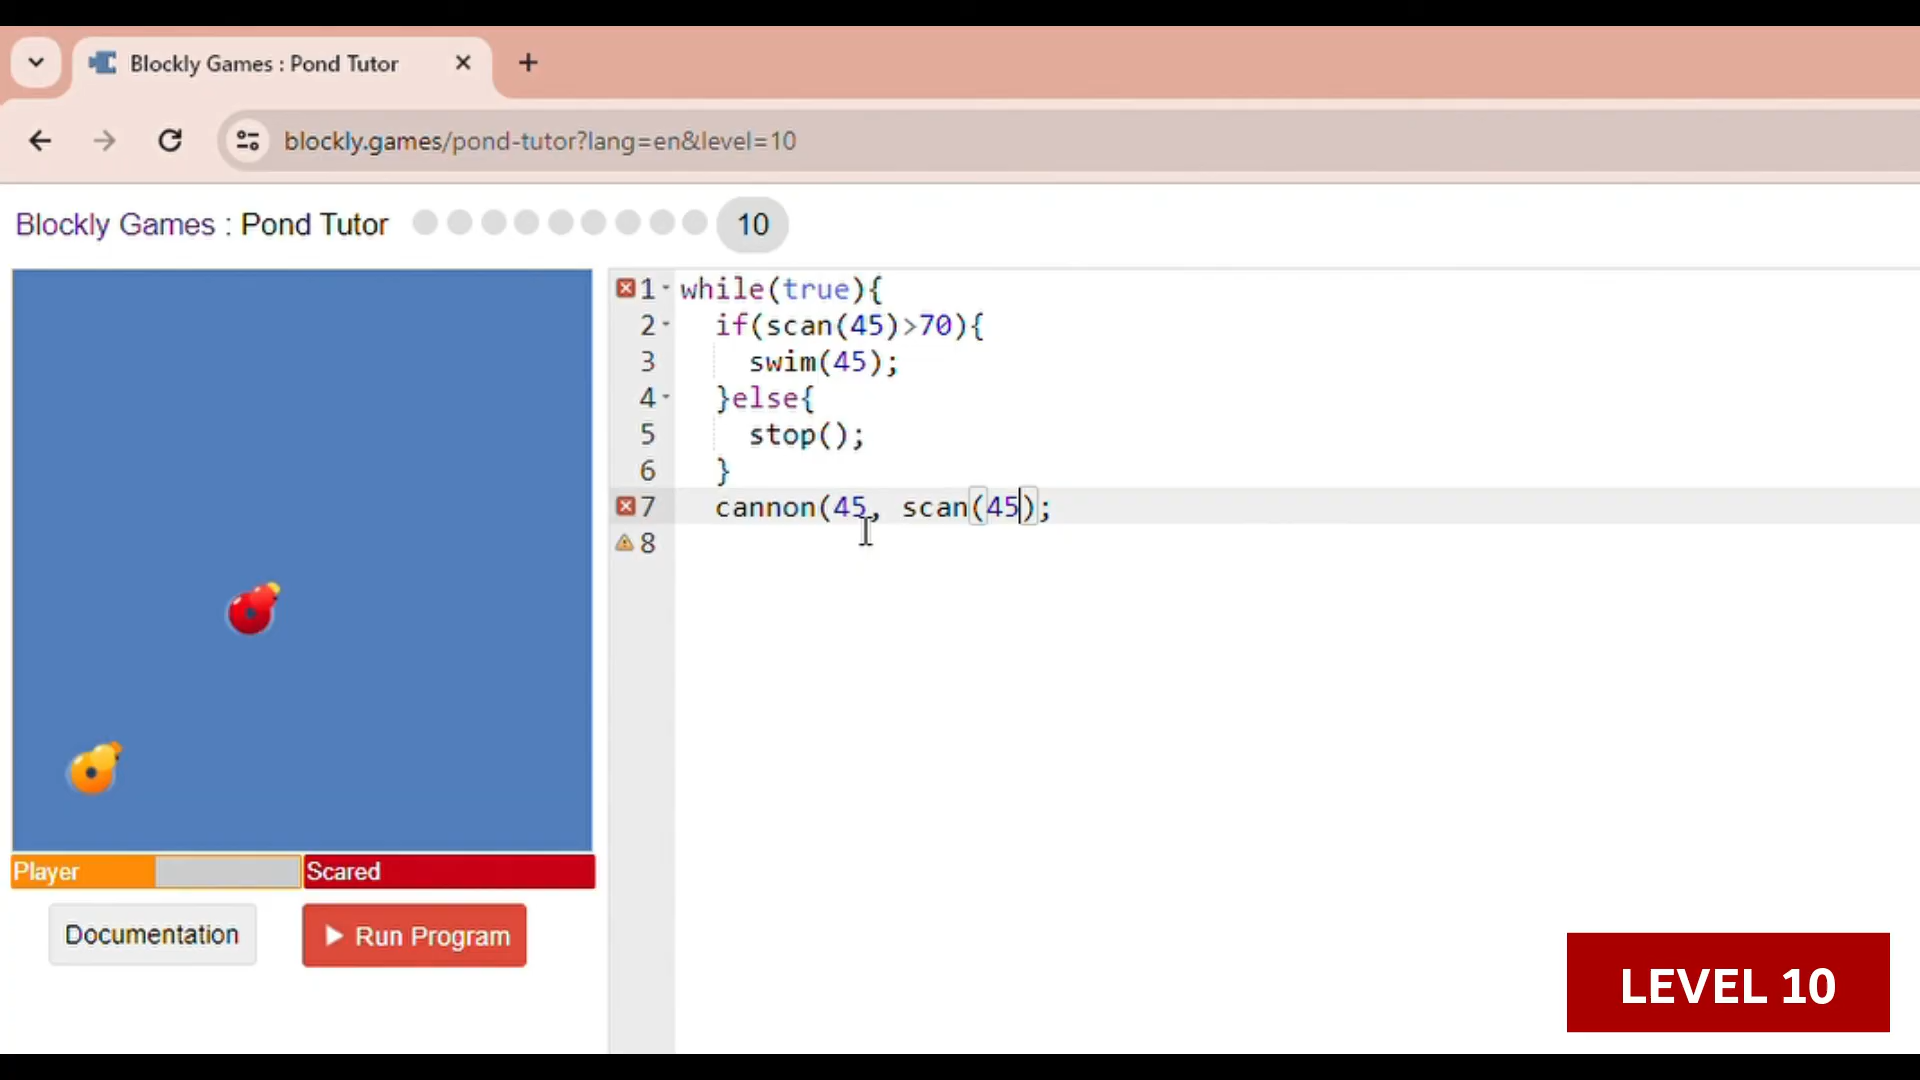 Blockly Games : Pond Tutor
blockly.games/pond-tutor?lang=en&level=10
Blockly Games : Pond Tutor 10
1 while(true){
2 if(scan(45)>70){
3 swim(45);
4 }else{
5 stop();
6 }
7 cannon(45, scan(45);
8
Player Scared
Documentation Run Program
LEVEL 10